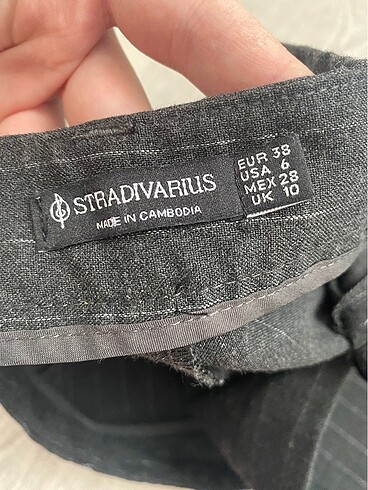 STRADIVARIUS
MADE IN CAMBODIA
EUR 38
USA 6
MEX 28
UK 10